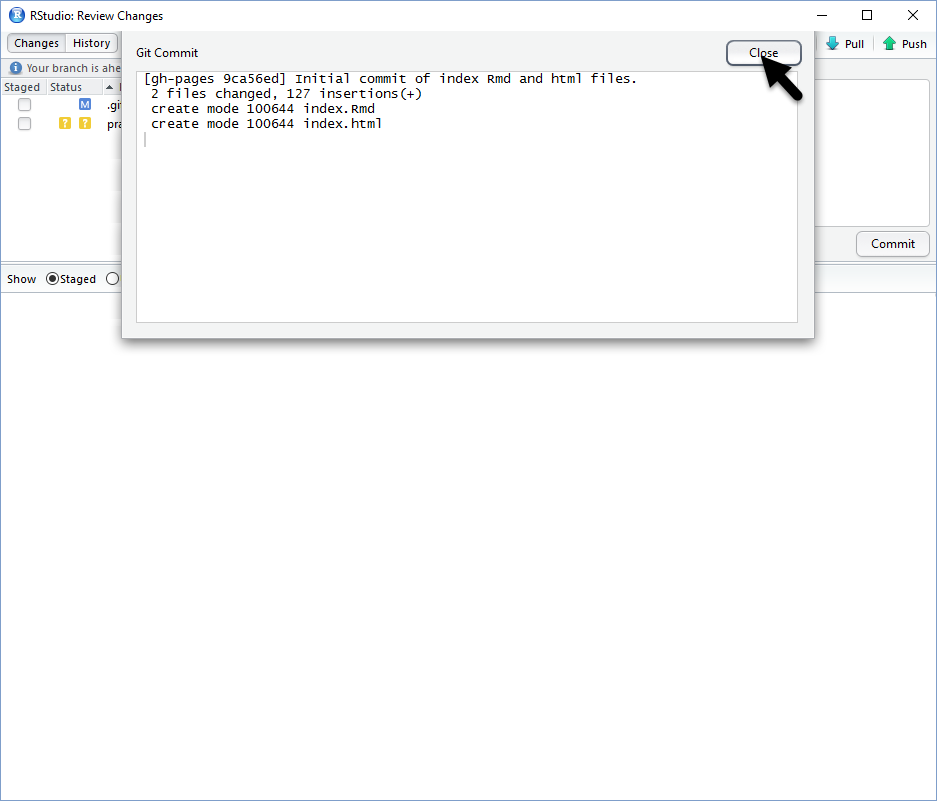 RStudio: Review Changes
Changes History
Git Commit
Close
Pull
Push
Your branch is ahe
Staged Status
M .gi
? ? pra
[gh-pages 9ca56ed] Initial commit of index Rmd and html files.
2 files changed, 127 insertions(+)
create mode 100644 index.Rmd
create mode 100644 index.html
Commit
Show Staged